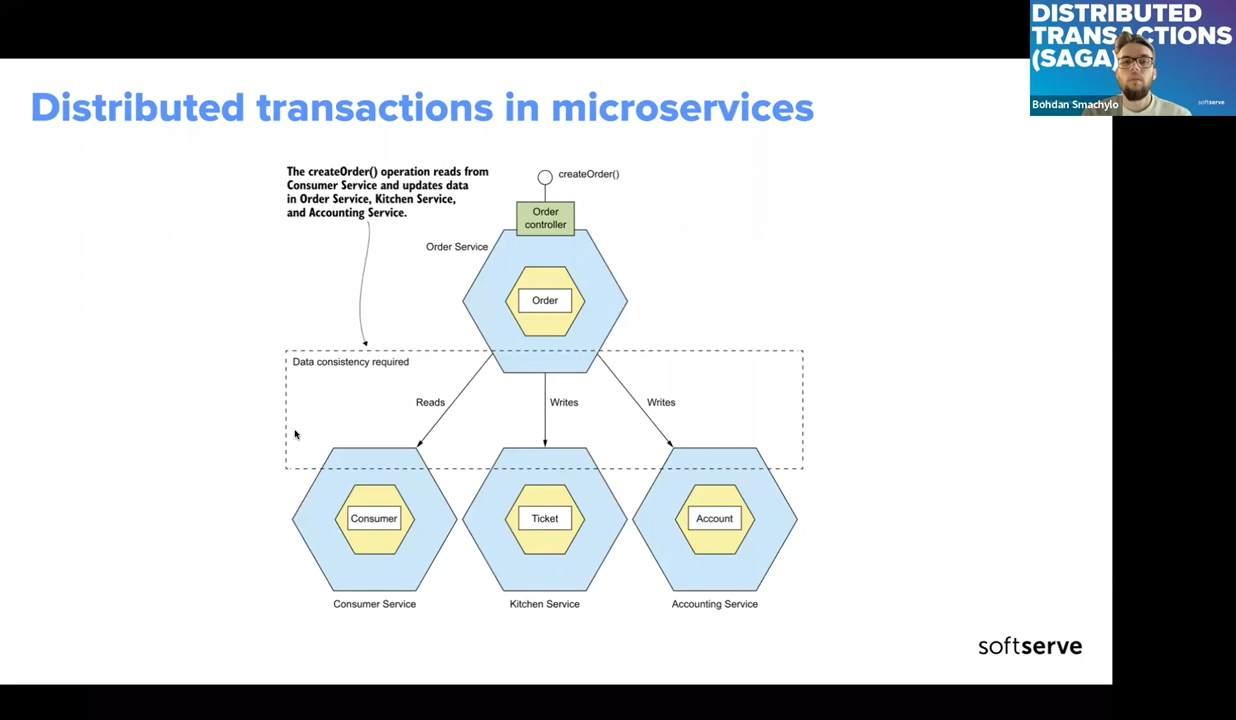 DISTRIBUTED
TRANSACTIONS
(SAGA)
Bohdan Smachylo
softserve
Distributed transactions in microservices
The createOrder() operation reads from
Consumer Service and updates data
in Order Service, Kitchen Service,
and Accounting Service.
createOrder()
Order
controller
Order Service
Order
Data consistency required
Reads
Writes
Writes
Consumer
Ticket
Account
Consumer Service
Kitchen Service
Accounting Service
softserve